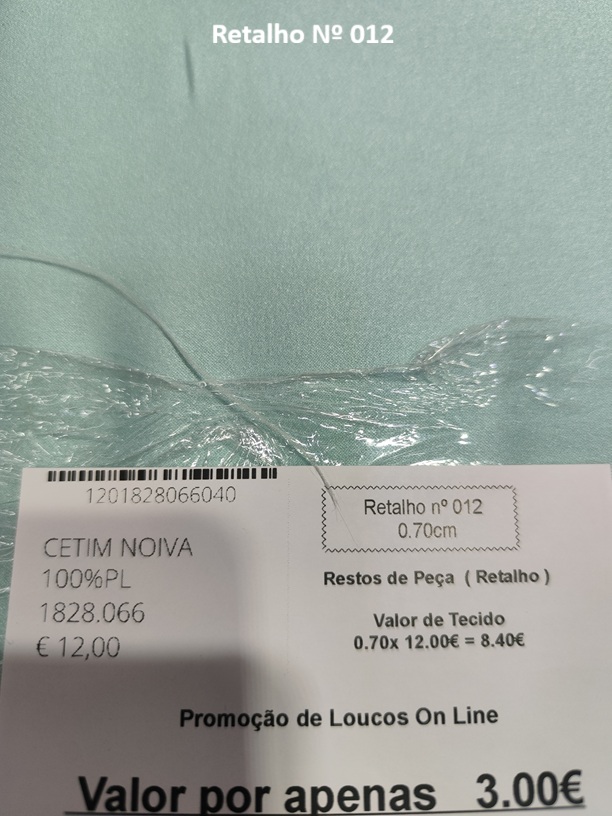 Retalho Nº 012
1201828066040
CETIM NOIVA
100%PL
1828.066
€ 12,00
Retalho nº 012
0.70cm
Restos de Peça ( Retalho )
Valor de Tecido
0.70x 12.00€ = 8.40€
Promoção de Loucos On Line
Valor por apenas 3.00€